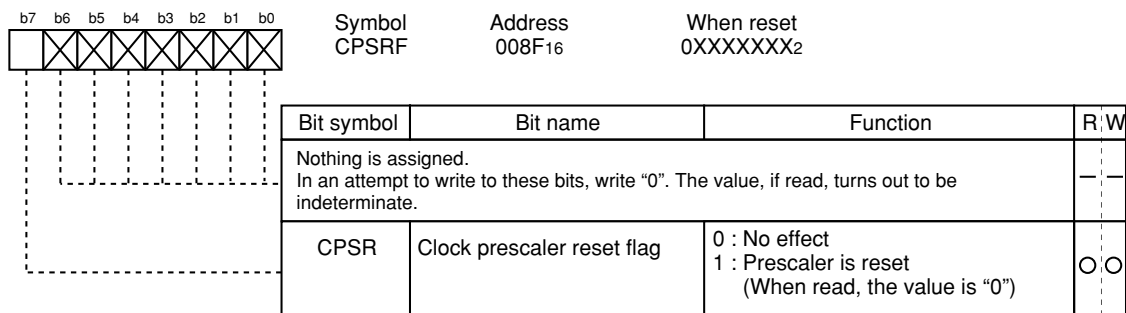 b7 b6 b5 b4 b3 b2 b1 b0
Symbol Address When reset
CPSRF 008F16 0XXXXXXX2
Bit symbol Bit name Function R W
Nothing is assigned.
In an attempt to write to these bits, write “0”. The value, if read, turns out to be
indeterminate.
— —
CPSR Clock prescaler reset flag 0 : No effect
1 : Prescaler is reset
(When read, the value is “0”)
O O